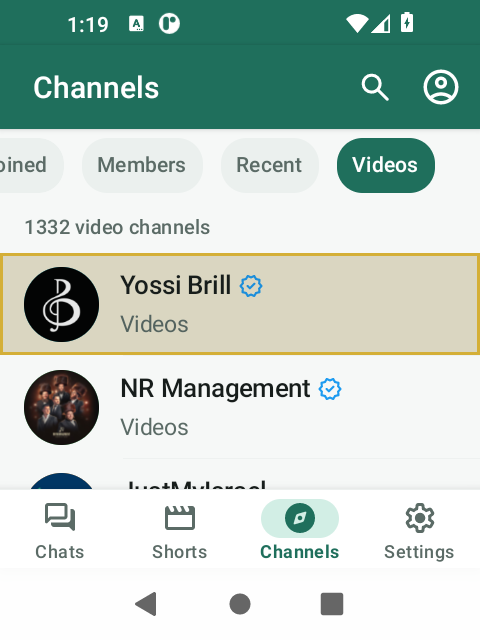 1:19
Channels
oined Members Recent Videos
1332 video channels
Yossi Brill
Videos
NR Management
Videos
JustMyIsrael
Chats Shorts Channels Settings